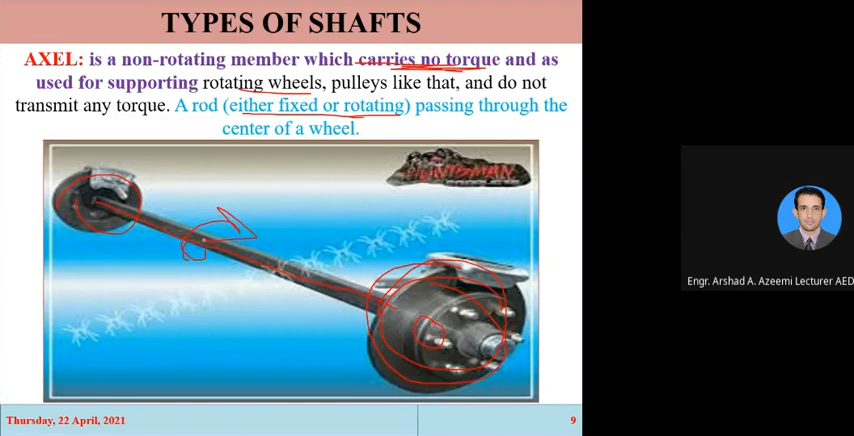 TYPES OF SHAFTS
AXEL: is a non-rotating member which carries no torque and as
used for supporting rotating wheels, pulleys like that, and do not
transmit any torque. A rod (either fixed or rotating) passing through the
center of a wheel.
Engr. Arshad A. Azeemi Lecturer AED
Thursday, 22 April, 2021
9